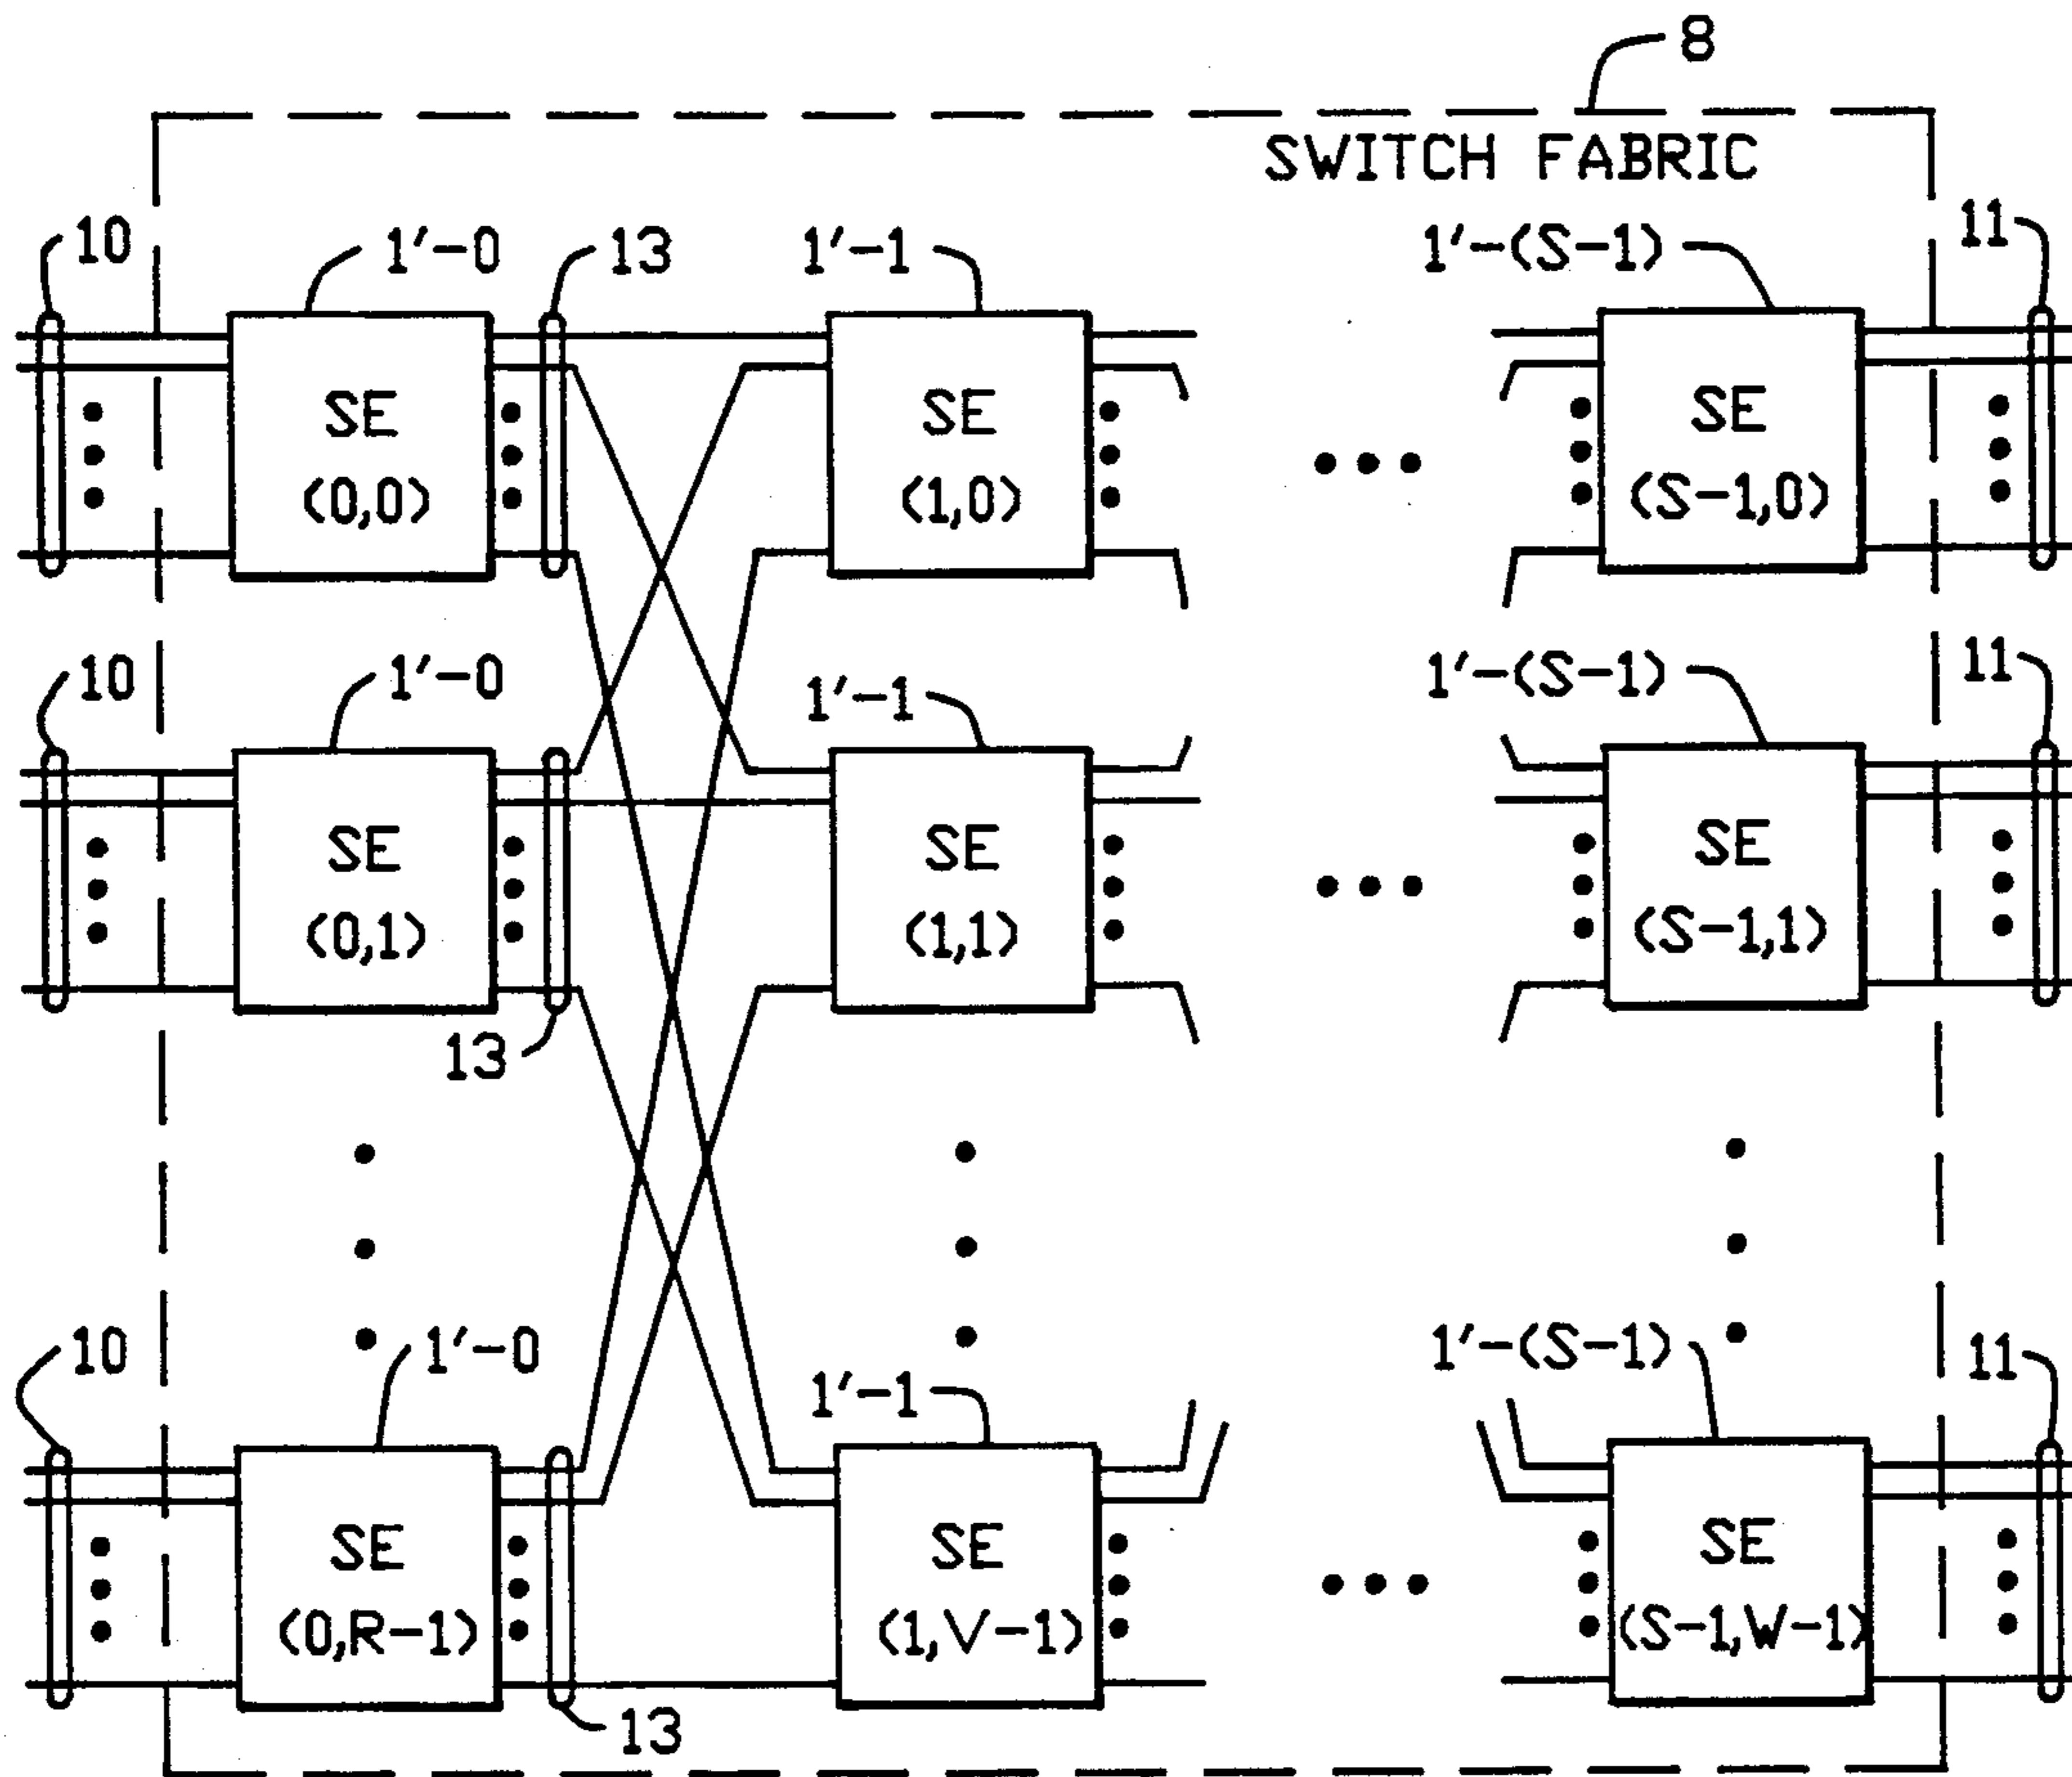 8
SWITCH FABRIC
10
1'-0
13
1'-1
1'-(S-1)
11
SE
(0,0)
SE
(1,0)
SE
(S-1,0)
10
1'-0
1'-1
1'-(S-1)
11
SE
(0,1)
SE
(1,1)
SE
(S-1,1)
13
10
1'-0
1'-1
1'-(S-1)
11
SE
(0,R-1)
SE
(1,V-1)
SE
(S-1,W-1)
13